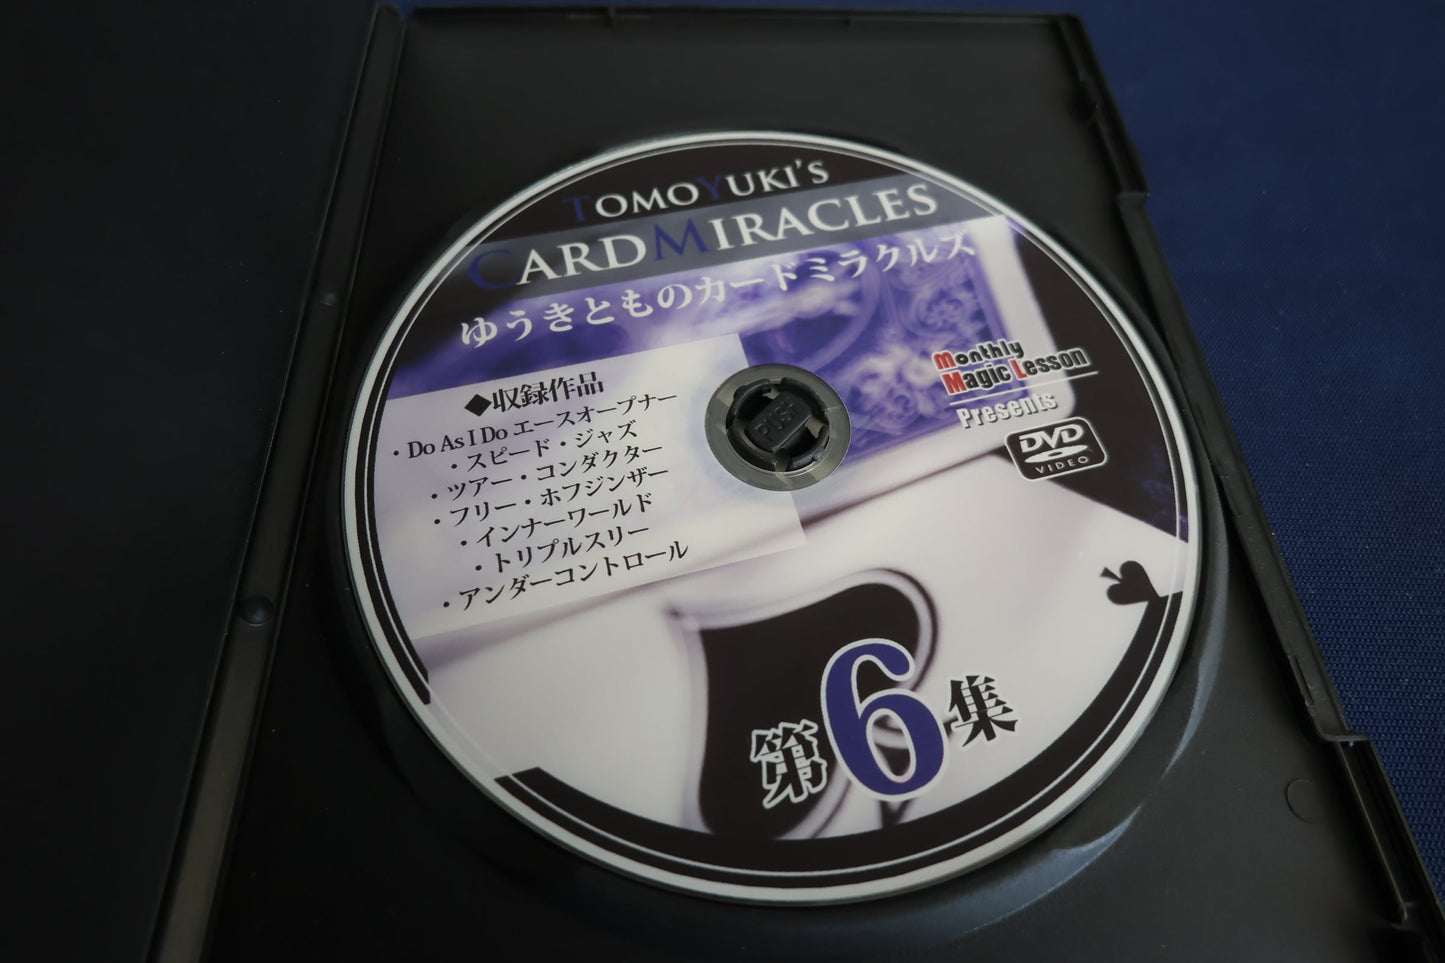 TOMOYUKI'S
CARD MIRACLES
ゆうきとものカードミラクルズ
◆収録作品
・Do As I Do エースオープナー
・スピード・ジャズ
・ツアー・コンダクター
・フリー・ホフジンザー
・インナーワールド
・トリプルスリー
・アンダーコントロール
Monthly
Magic Lesson
Presents
DVD
VIDEO
PUSH
第6集